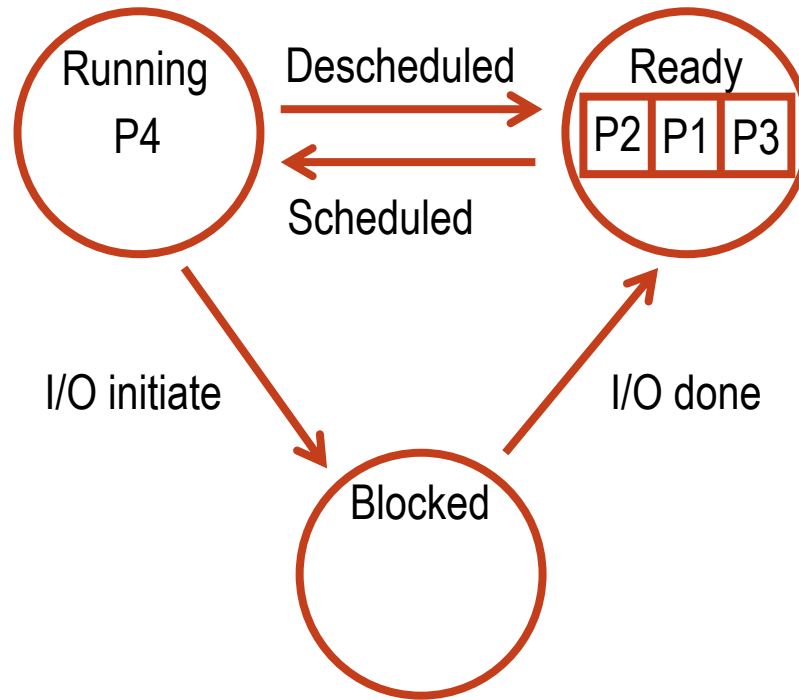 Running
P4
Descheduled
Scheduled
Ready
P2 P1 P3
I/O initiate
I/O done
Blocked